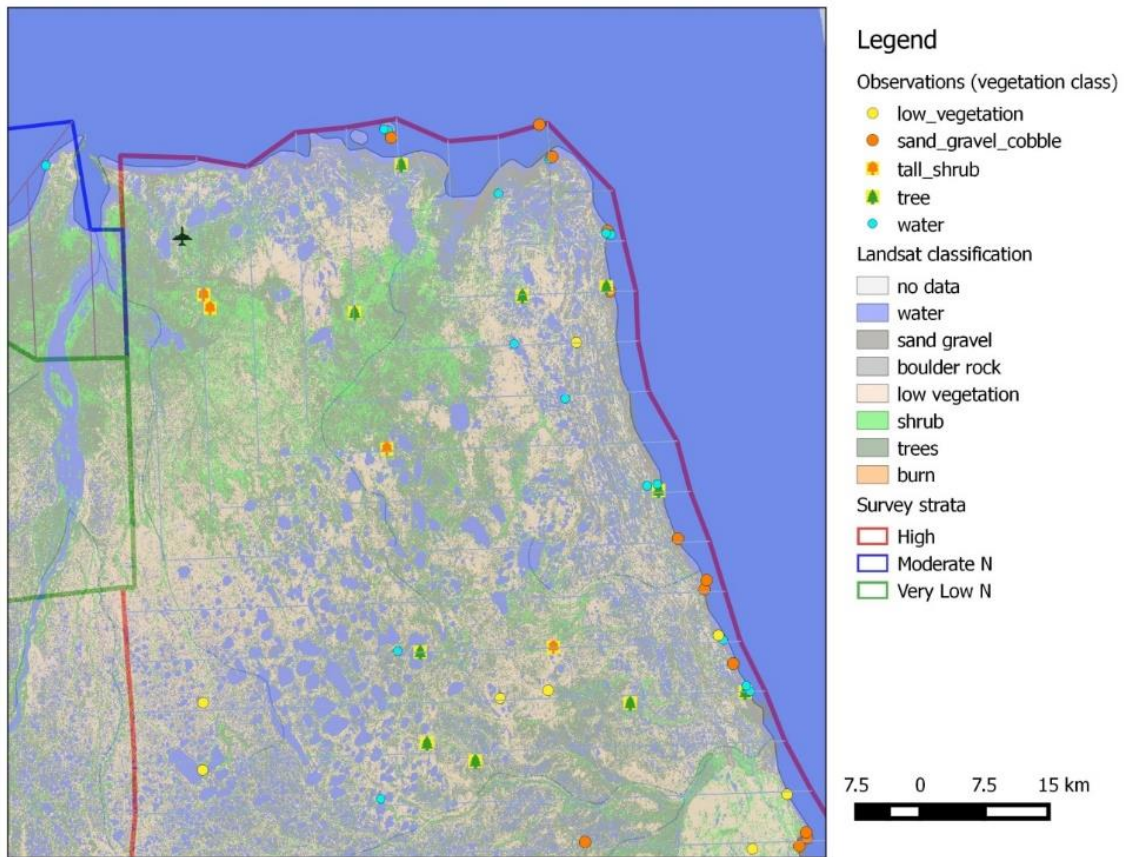 Legend
Observations (vegetation class)
low_vegetation
sand_gravel_cobble
tall_shrub
tree
water
Landsat classification
no data
water
sand gravel
boulder rock
low vegetation
shrub
trees
burn
Survey strata
High
Moderate N
Very Low N
7.5 0 7.5 15 km